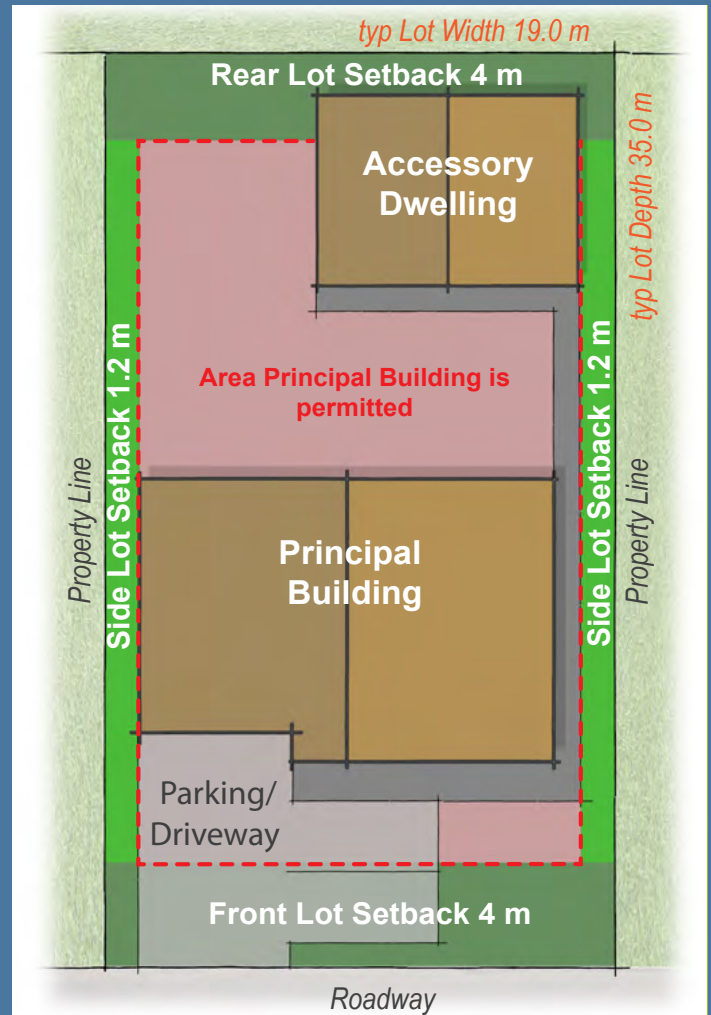 typ Lot Width 19.0 m
Rear Lot Setback 4 m
typ Lot Depth 35.0 m
Accessory
Dwelling
Area Principal Building is
permitted
Property Line
Side Lot Setback 1.2 m
Side Lot Setback 1.2 m
Property Line
Principal
Building
Parking/
Driveway
Front Lot Setback 4 m
Roadway